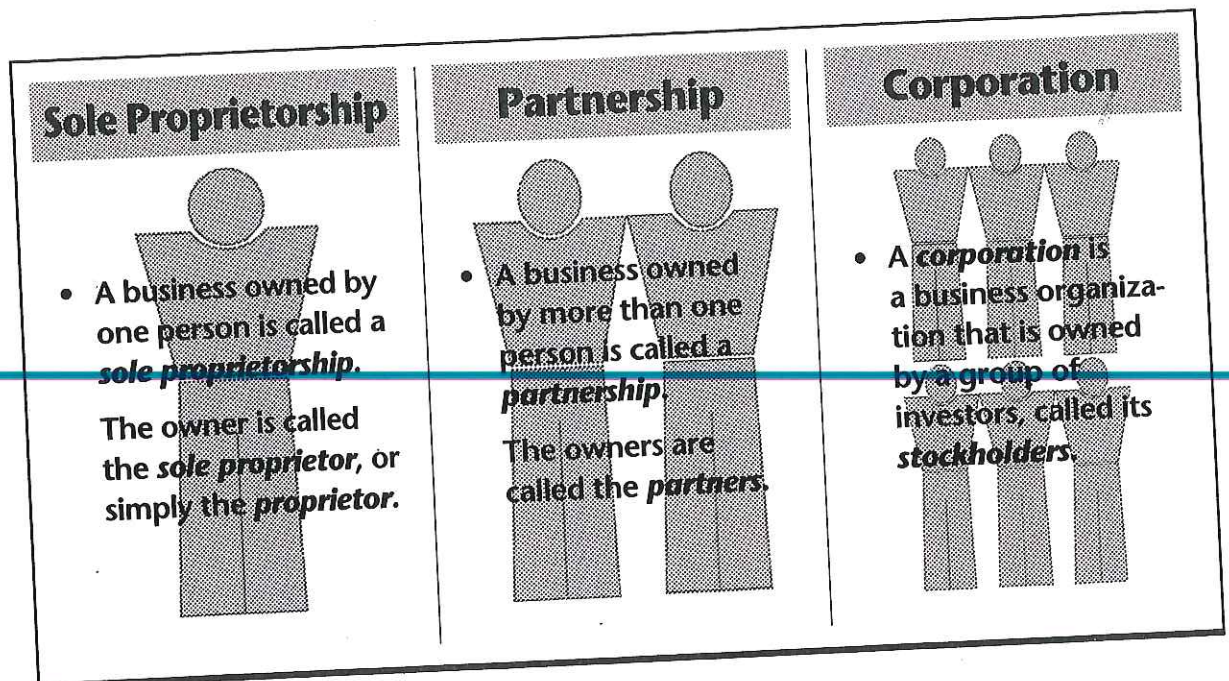 Sole Proprietorship
• A business owned by
one person is called a
sole proprietorship.
The owner is called
the sole proprietor, or
simply the proprietor.
Partnership
• A business owned
by more than one
person is called a
partnership.
The owners are
called the partners.
Corporation
• A corporation is
a business organiza-
tion that is owned
by a group of
investors, called its
stockholders.